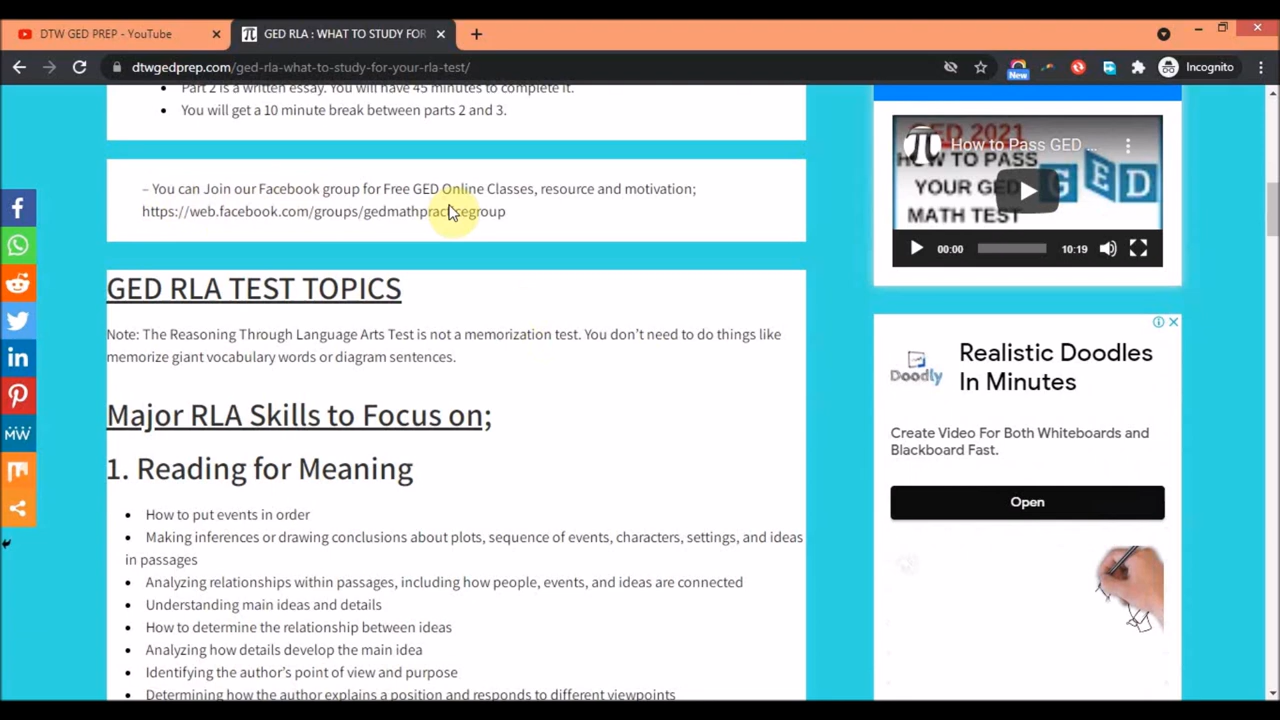 DTW GED PREP - YouTube
GED RLA : WHAT TO STUDY FOR
dtwgedprep.com/ged-rla-what-to-study-for-your-rla-test/
New
Incognito
Part 2 is a written essay. You will have 45 minutes to complete it.
You will get a 10 minute break between parts 2 and 3.
– You can Join our Facebook group for Free GED Online Classes, resource and motivation;
https://web.facebook.com/groups/gedmathpracticegroup
GED RLA TEST TOPICS
Note: The Reasoning Through Language Arts Test is not a memorization test. You don’t need to do things like
memorize giant vocabulary words or diagram sentences.
Major RLA Skills to Focus on;
1. Reading for Meaning
How to put events in order
Making inferences or drawing conclusions about plots, sequence of events, characters, settings, and ideas
in passages
Analyzing relationships within passages, including how people, events, and ideas are connected
Understanding main ideas and details
How to determine the relationship between ideas
Analyzing how details develop the main idea
Identifying the author’s point of view and purpose
Determining how the author explains a position and responds to different viewpoints
GED 2021
How to Pass GED ...
HOW TO PASS
YOUR GED
MATH TEST
GED
00:00
10:19
Doodly
Realistic Doodles
In Minutes
Create Video For Both Whiteboards and
Blackboard Fast.
Open
MW